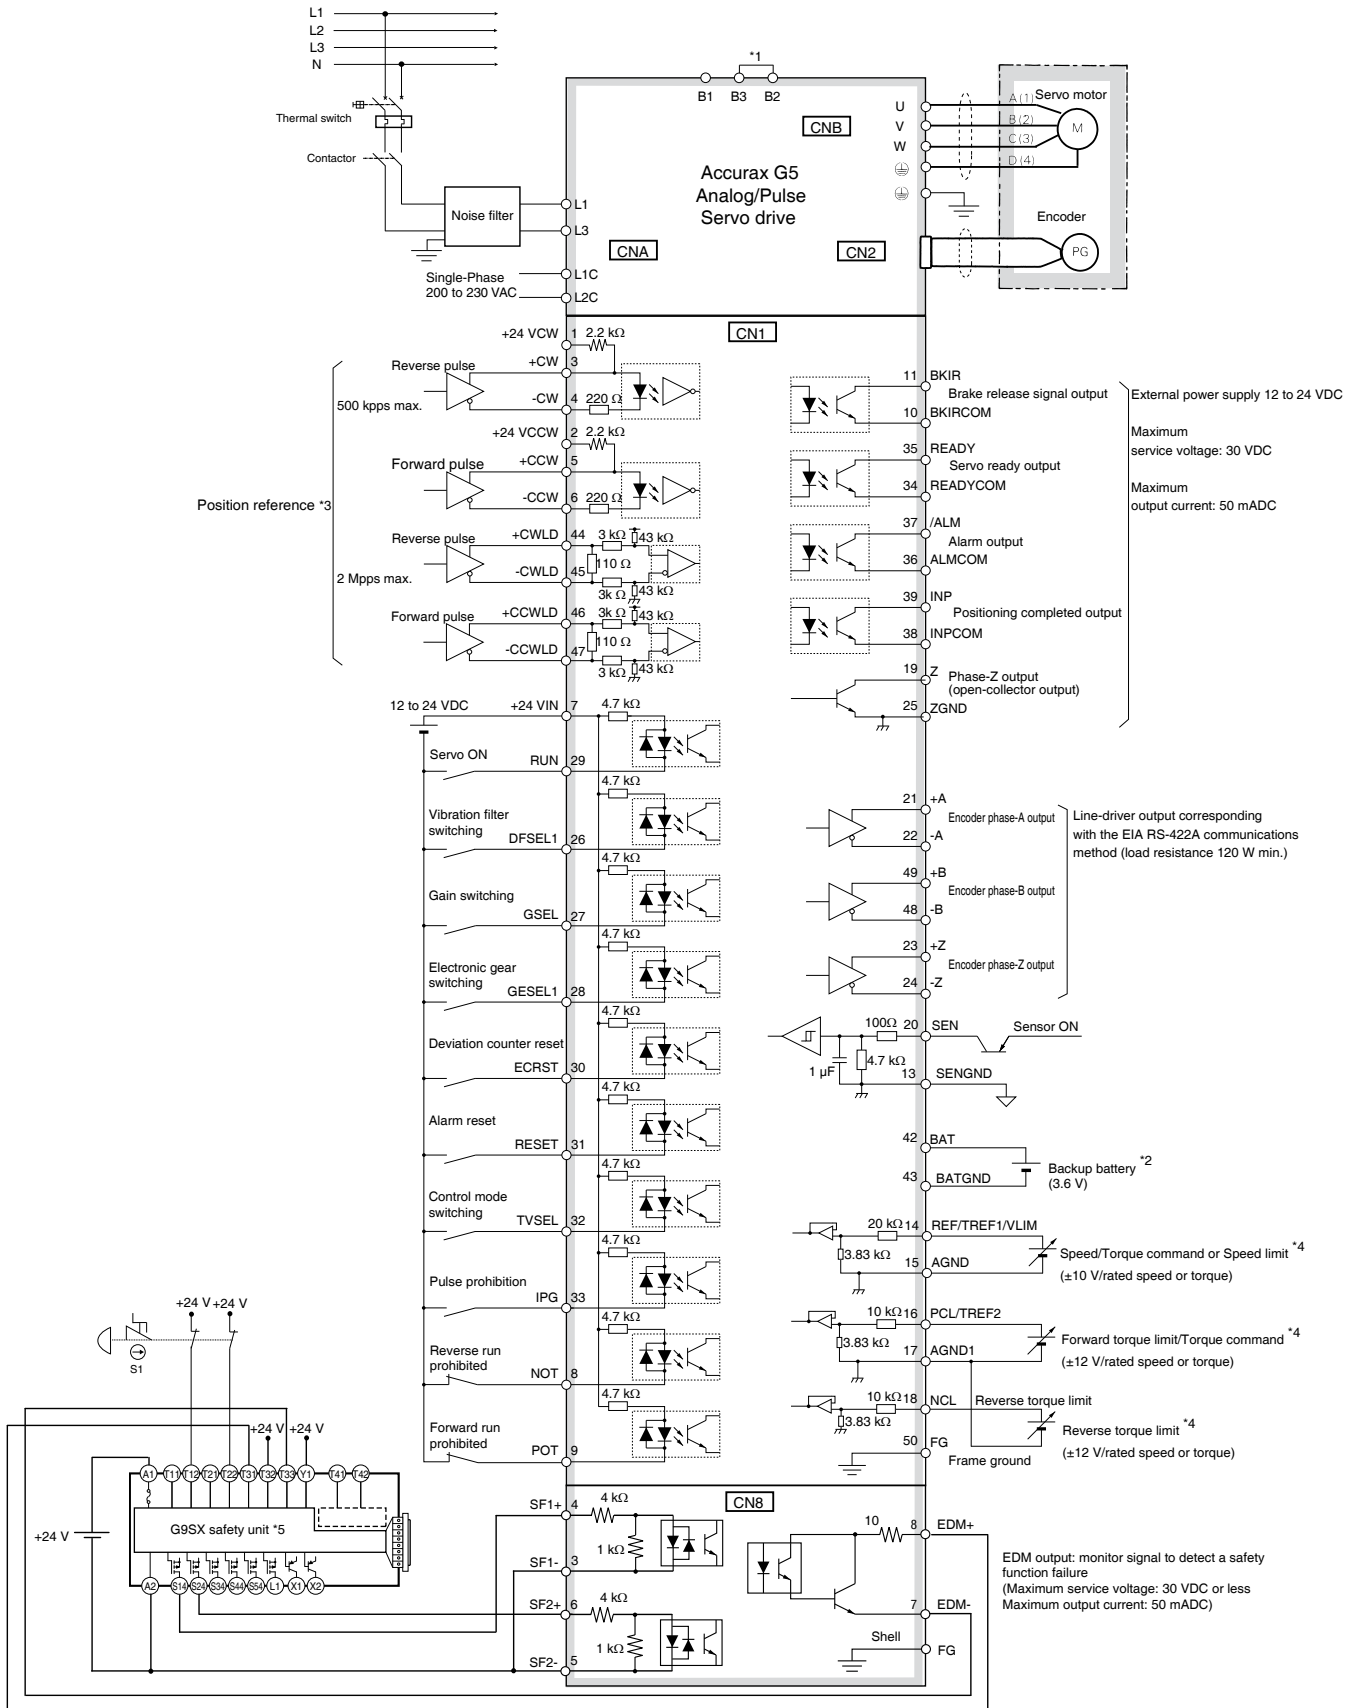 L1
L2
L3
N
Thermal switch
Contactor
Noise filter
Single-Phase
200 to 230 VAC
*1
B1 B3 B2
CNB
Accurax G5
Analog/Pulse
Servo drive
CNA
CN2
L1
L3
L1C
L2C
U
V
W
A (1)
B (2)
C (3)
D (4)
Servo motor
M
Encoder
PG
CN1
Position reference *3
500 kpps max.
2 Mpps max.
+24 VCW 1 2.2 kΩ
Reverse pulse
+CW 3
-CW 4 220 Ω
+24 VCCW 2 2.2 kΩ
Forward pulse
+CCW 5
-CCW 6 220 Ω
Reverse pulse
+CWLD 44 3 kΩ 43 kΩ
110 Ω
-CWLD 45 3k Ω 43 kΩ
Forward pulse
+CCWLD 46 3k Ω 43 kΩ
110 Ω
-CCWLD 47 3 kΩ 43 kΩ
12 to 24 VDC
+24 VIN 7 4.7 kΩ
Servo ON
RUN 29
4.7 kΩ
Vibration filter
switching
DFSEL1 26
4.7 kΩ
Gain switching
GSEL 27
4.7 kΩ
Electronic gear
switching
GESEL1 28
4.7 kΩ
Deviation counter reset
ECRST 30
4.7 kΩ
Alarm reset
RESET 31
4.7 kΩ
Control mode
switching
TVSEL 32
4.7 kΩ
Pulse prohibition
IPG 33
4.7 kΩ
Reverse run
prohibited
NOT 8
4.7 kΩ
Forward run
prohibited
POT 9
11 BKIR
Brake release signal output
10 BKIRCOM
35 READY
Servo ready output
34 READYCOM
37 /ALM
Alarm output
36 ALMCOM
39 INP
Positioning completed output
38 INPCOM
19 Z
Phase-Z output
(open-collector output)
25 ZGND
External power supply 12 to 24 VDC
Maximum
service voltage: 30 VDC
Maximum
output current: 50 mADC
21 +A
Encoder phase-A output
22 -A
49 +B
Encoder phase-B output
48 -B
23 +Z
Encoder phase-Z output
24 -Z
Line-driver output corresponding
with the EIA RS-422A communications
method (load resistance 120 W min.)
100Ω 20 SEN
Sensor ON
4.7 kΩ
1 µF
13 SENGND
42 BAT
Backup battery *2
(3.6 V)
43 BATGND
20 kΩ 14 REF/TREF1/VLIM
3.83 kΩ
15 AGND
Speed/Torque command or Speed limit *4
(±10 V/rated speed or torque)
10 kΩ 16 PCL/TREF2
3.83 kΩ
17 AGND1
Forward torque limit/Torque command *4
(±12 V/rated speed or torque)
10 kΩ 18 NCL
Reverse torque limit
3.83 kΩ
Reverse torque limit *4
(±12 V/rated speed or torque)
50 FG
Frame ground
+24 V +24 V
S1
+24 V +24 V
A1 T11 T12 T21 T22 T31 T32 T33 Y1 T41 T42
G9SX safety unit *5
+24 V
A2 S14 S24 S34 S44 S54 L1 X1 X2
CN8
SF1+ 4 4 kΩ
1 kΩ
SF1- 3
SF2+ 6 4 kΩ
1 kΩ
SF2- 5
10 8 EDM+
7 EDM-
Shell
FG
EDM output: monitor signal to detect a safety
function failure
(Maximum service voltage: 30 VDC or less
Maximum output current: 50 mADC)